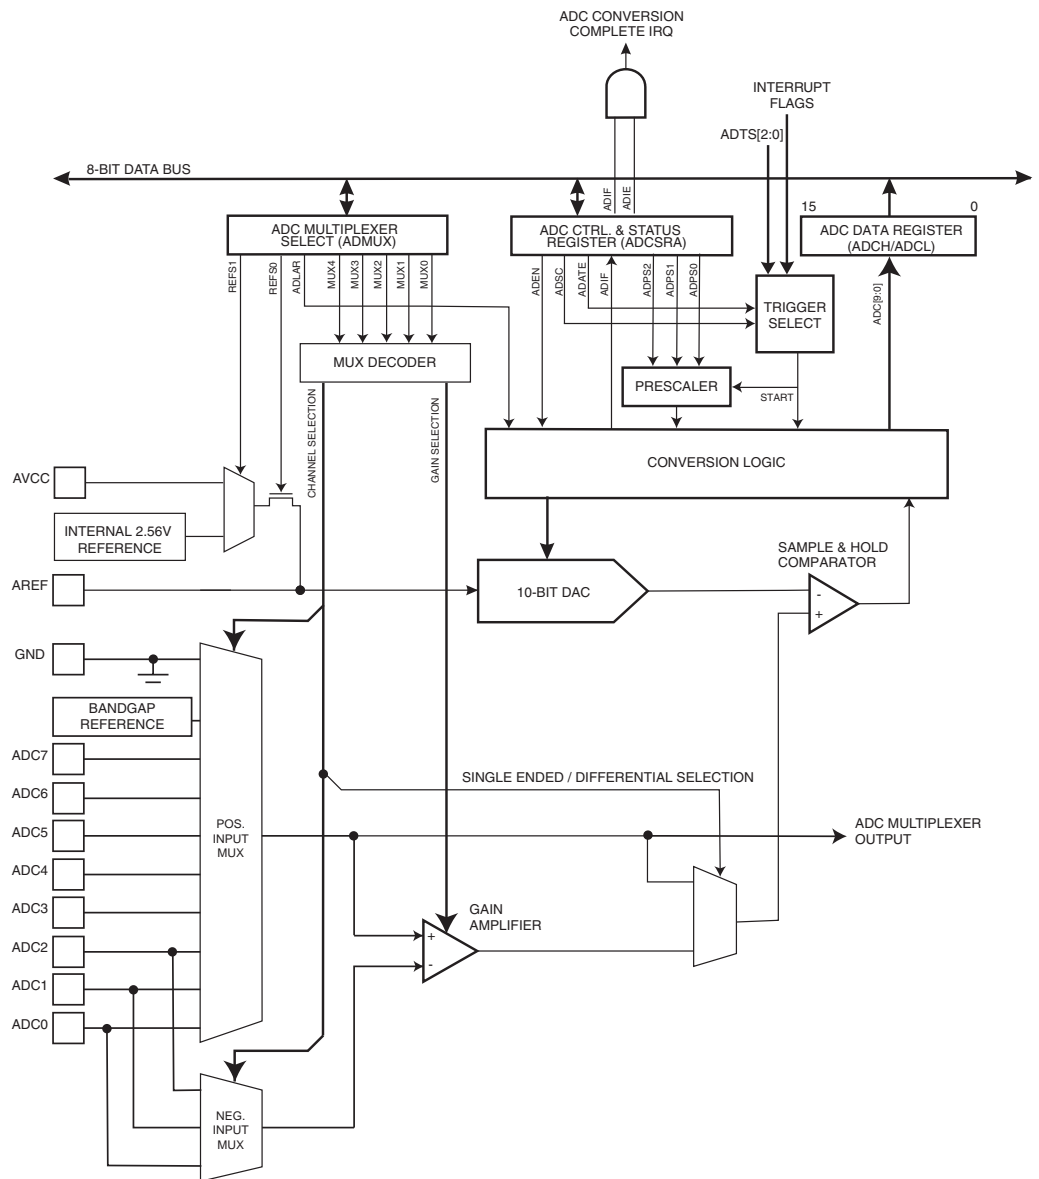 ADC CONVERSION
COMPLETE IRQ
INTERRUPT
FLAGS
ADTS[2:0]
8-BIT DATA BUS
ADIF
ADIE
15
0
ADC MULTIPLEXER
SELECT (ADMUX)
ADC CTRL. & STATUS
REGISTER (ADCSRA)
ADC DATA REGISTER
(ADCH/ADCL)
REFS1
REFS0
ADLAR
MUX4
MUX3
MUX2
MUX1
MUX0
ADEN
ADSC
ADATE
ADIF
ADPS2
ADPS1
ADPS0
TRIGGER
SELECT
ADC[9:0]
MUX DECODER
PRESCALER
START
CHANNEL SELECTION
GAIN SELECTION
CONVERSION LOGIC
AVCC
INTERNAL 2.56V
REFERENCE
SAMPLE & HOLD
COMPARATOR
AREF
10-BIT DAC
-
+
GND
BANDGAP
REFERENCE
ADC7
SINGLE ENDED / DIFFERENTIAL SELECTION
ADC6
ADC5
POS.
INPUT
MUX
ADC MULTIPLEXER
OUTPUT
ADC4
ADC3
GAIN
AMPLIFIER
ADC2
+
-
ADC1
ADC0
NEG.
INPUT
MUX